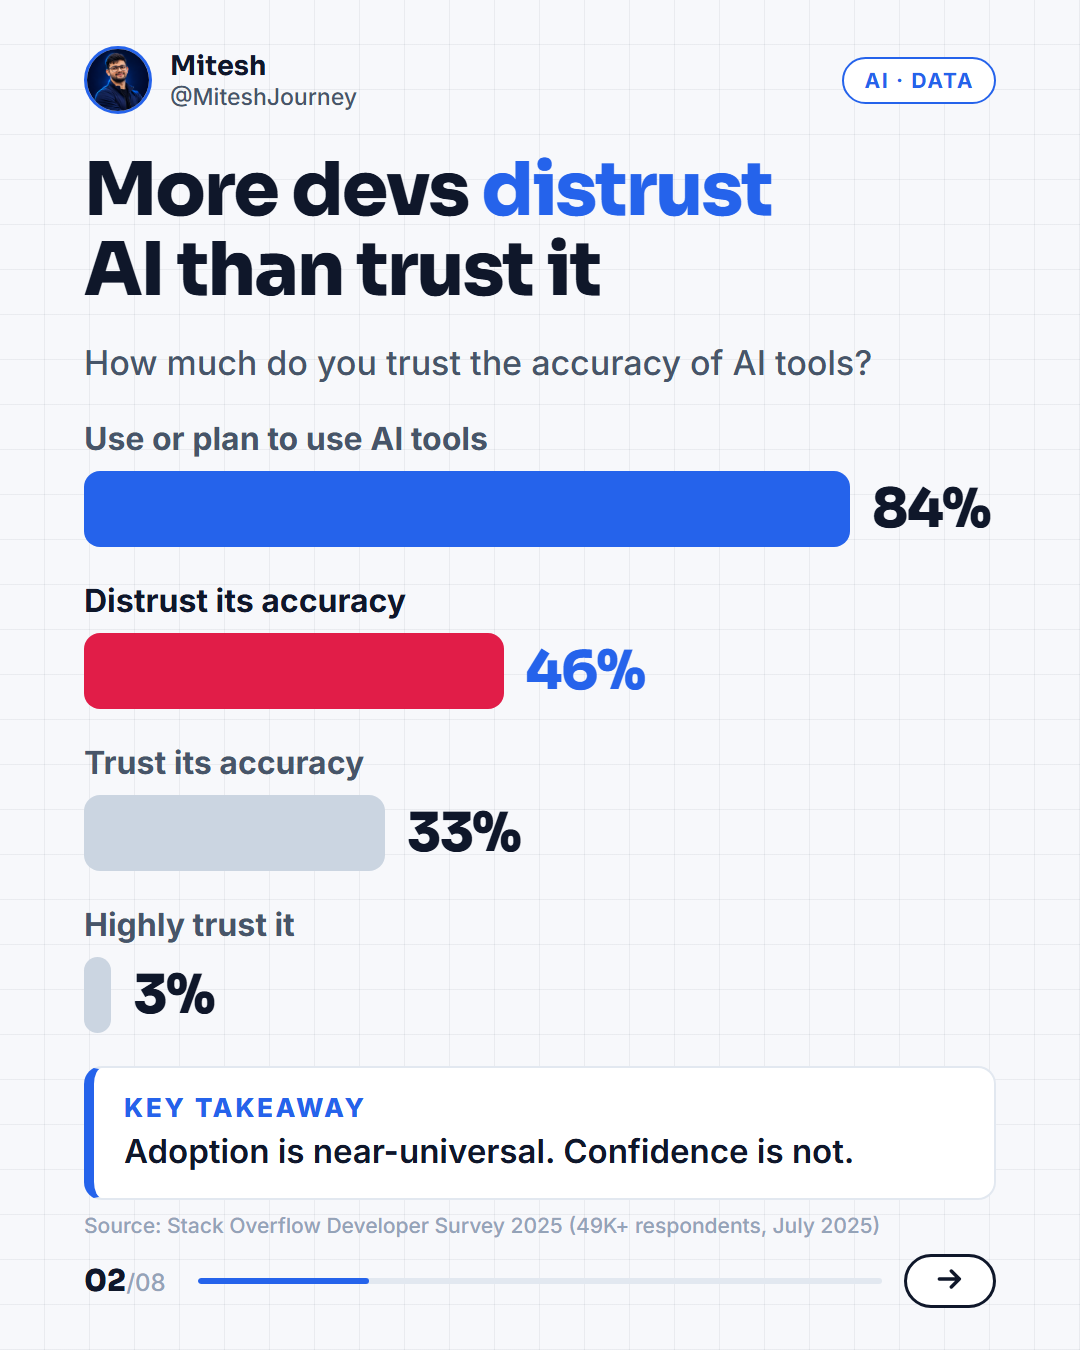 Mitesh
@MiteshJourney
AI · DATA
More devs distrust
AI than trust it
How much do you trust the accuracy of AI tools?
Use or plan to use AI tools
84%
Distrust its accuracy
46%
Trust its accuracy
33%
Highly trust it
3%
KEY TAKEAWAY
Adoption is near-universal. Confidence is not.
Source: Stack Overflow Developer Survey 2025 (49K+ respondents, July 2025)
02/08
→